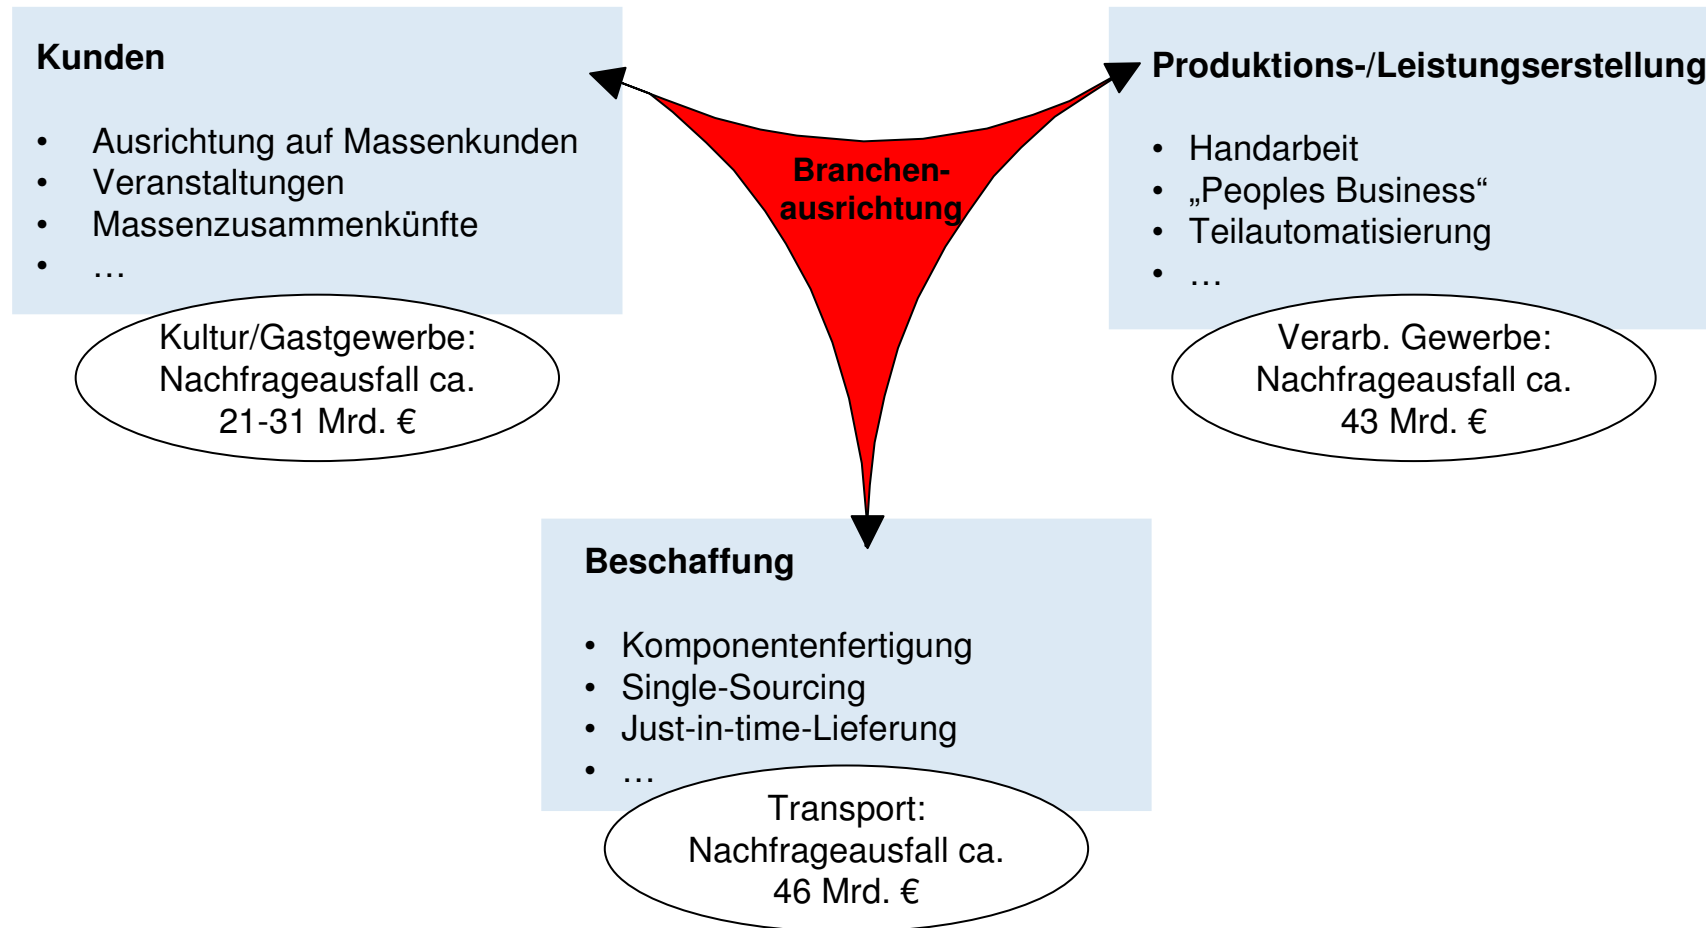 Kunden
• Ausrichtung auf Massenkunden
• Veranstaltungen
• Massenzusammenkünfte
• …
Kultur/Gastgewerbe:
Nachfrageausfall ca.
21-31 Mrd. €
Branchen-
ausrichtung
Produktions-/Leistungserstellung
• Handarbeit
• „Peoples Business“
• Teilautomatisierung
• …
Verarb. Gewerbe:
Nachfrageausfall ca.
43 Mrd. €
Beschaffung
• Komponentenfertigung
• Single-Sourcing
• Just-in-time-Lieferung
• …
Transport:
Nachfrageausfall ca.
46 Mrd. €